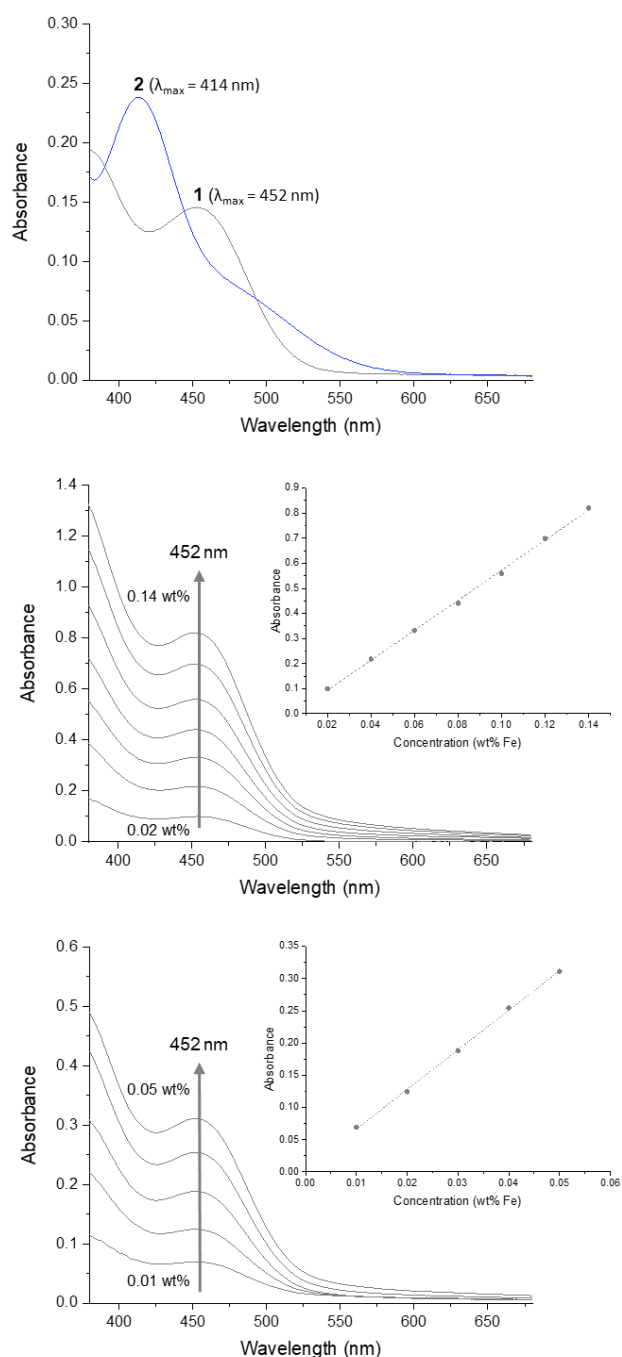 0.30
0.25
0.20
0.15
0.10
0.05
0.00
Absorbance
2 (λmax = 414 nm)
1 (λmax = 452 nm)
400 450 500 550 600 650
Wavelength (nm)
1.4
1.2
1.0
0.8
0.6
0.4
0.2
0.0
Absorbance
452 nm
0.14 wt%
0.02 wt%
400 450 500 550 600 650
Wavelength (nm)
0.9
0.8
0.7
0.6
0.5
0.4
0.3
0.2
0.1
0.0
Absorbance
0.02 0.04 0.06 0.08 0.10 0.12 0.14
Concentration (wt% Fe)
0.6
0.5
0.4
0.3
0.2
0.1
0.0
Absorbance
452 nm
0.05 wt%
0.01 wt%
400 450 500 550 600 650
Wavelength (nm)
0.35
0.30
0.25
0.20
0.15
0.10
0.05
0.00
Absorbance
0.00 0.01 0.02 0.03 0.04 0.05 0.06
Concentration (wt% Fe)